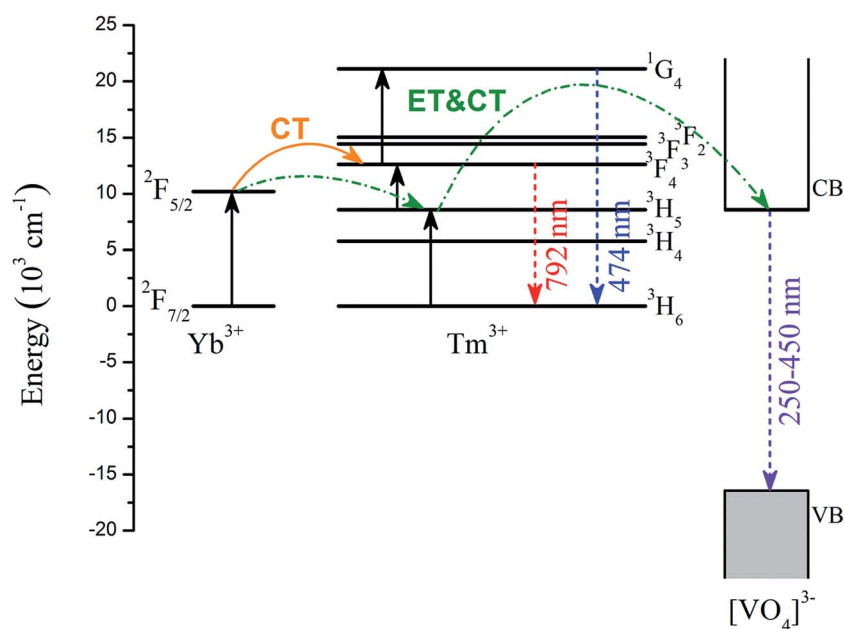 Energy (10³ cm⁻¹)
25
20
15
10
5
0
-5
-10
-15
-20
²F₅/₂
²F₇/₂
Yb³⁺
CT
ET&CT
¹G₄
³F₂
³F₃
³F₄
³H₅
³H₄
³H₆
Tm³⁺
792 nm
474 nm
CB
250-450 nm
VB
[VO₄]³⁻